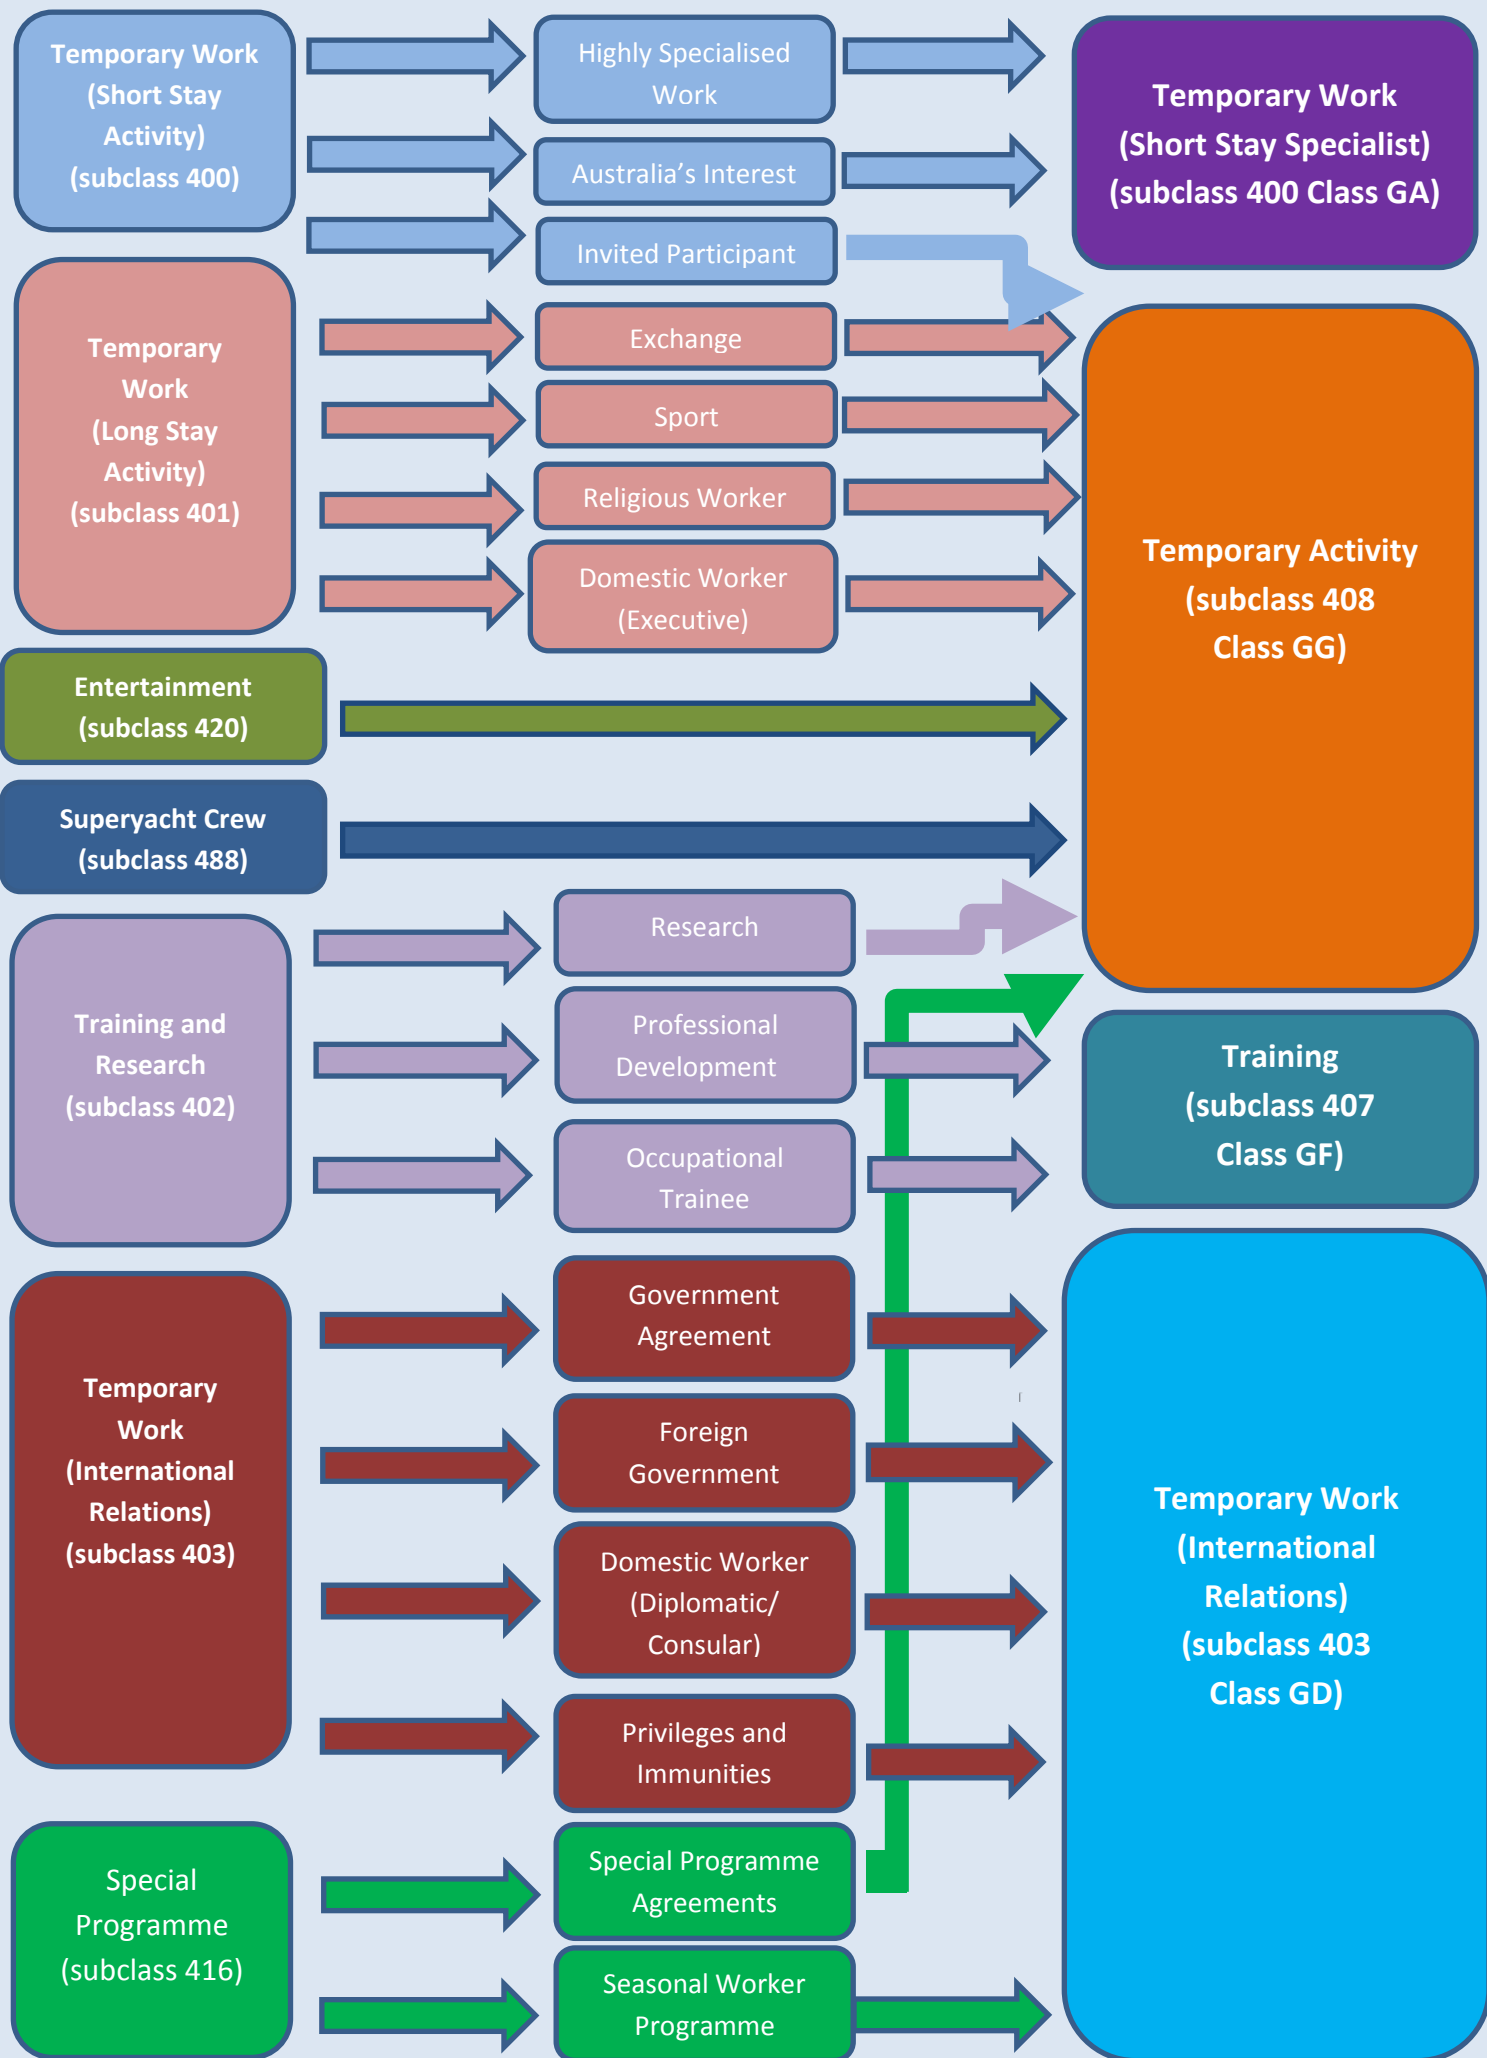 Temporary Work
(Short Stay
Activity)
(subclass 400)
Highly Specialised
Work
Australia's Interest
Invited Participant
Temporary Work
(Short Stay Specialist)
(subclass 400 Class GA)
Temporary
Work
(Long Stay
Activity)
(subclass 401)
Exchange
Sport
Religious Worker
Domestic Worker
(Executive)
Temporary Activity
(subclass 408
Class GG)
Entertainment
(subclass 420)
Superyacht Crew
(subclass 488)
Training and
Research
(subclass 402)
Research
Professional
Development
Occupational
Trainee
Training
(subclass 407
Class GF)
Temporary
Work
(International
Relations)
(subclass 403)
Government
Agreement
Foreign
Government
Domestic Worker
(Diplomatic/
Consular)
Privileges and
Immunities
Temporary Work
(International
Relations)
(subclass 403
Class GD)
Special
Programme
(subclass 416)
Special Programme
Agreements
Seasonal Worker
Programme